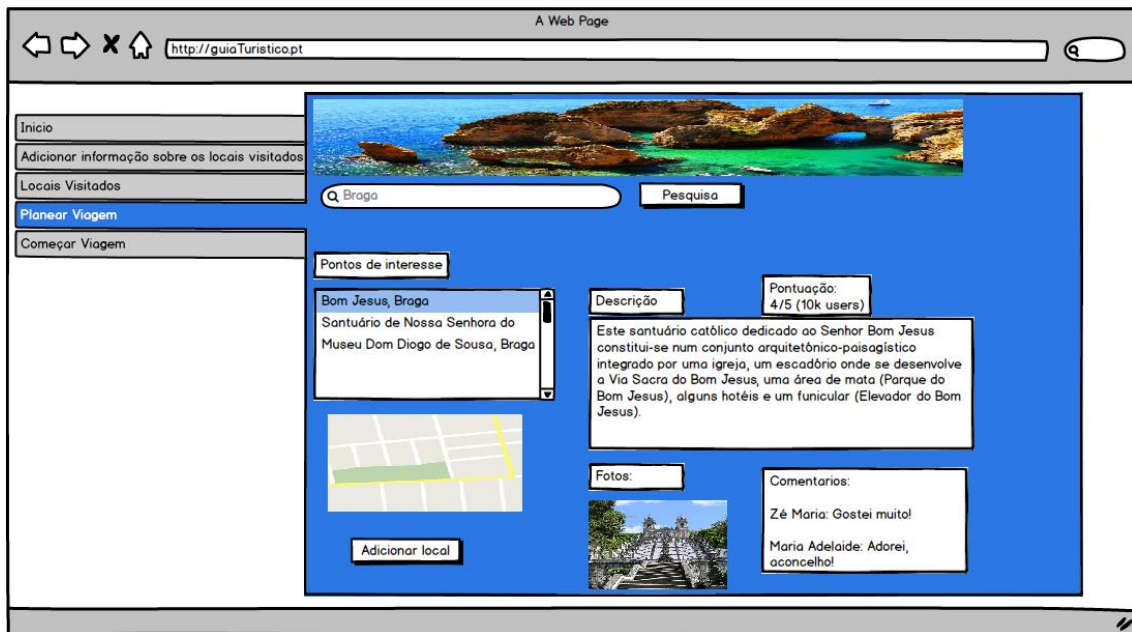 A Web Page
http://guiaTuristico.pt
Inicio
Adicionar informação sobre os locais visitados
Locais Visitados
Planear Viagem
Começar Viagem
Braga
Pesquisa
Pontos de interesse
Bom Jesus, Braga
Santuário de Nossa Senhora do
Museu Dom Diogo de Sousa, Braga
Adicionar local
Descrição
Pontuação:
4/5 (10k users)
Este santuário católico dedicado ao Senhor Bom Jesus
constitui-se num conjunto arquitetônico-paisagístico
integrado por uma igreja, um escadório onde se desenvolve
a Via Sacra do Bom Jesus, uma área de mata (Parque do
Bom Jesus), alguns hotéis e um funicular (Elevador do Bom
Jesus).
Fotos:
Comentarios:
Zé Maria: Gostei muito!
Maria Adelaide: Adorei,
aconcelho!